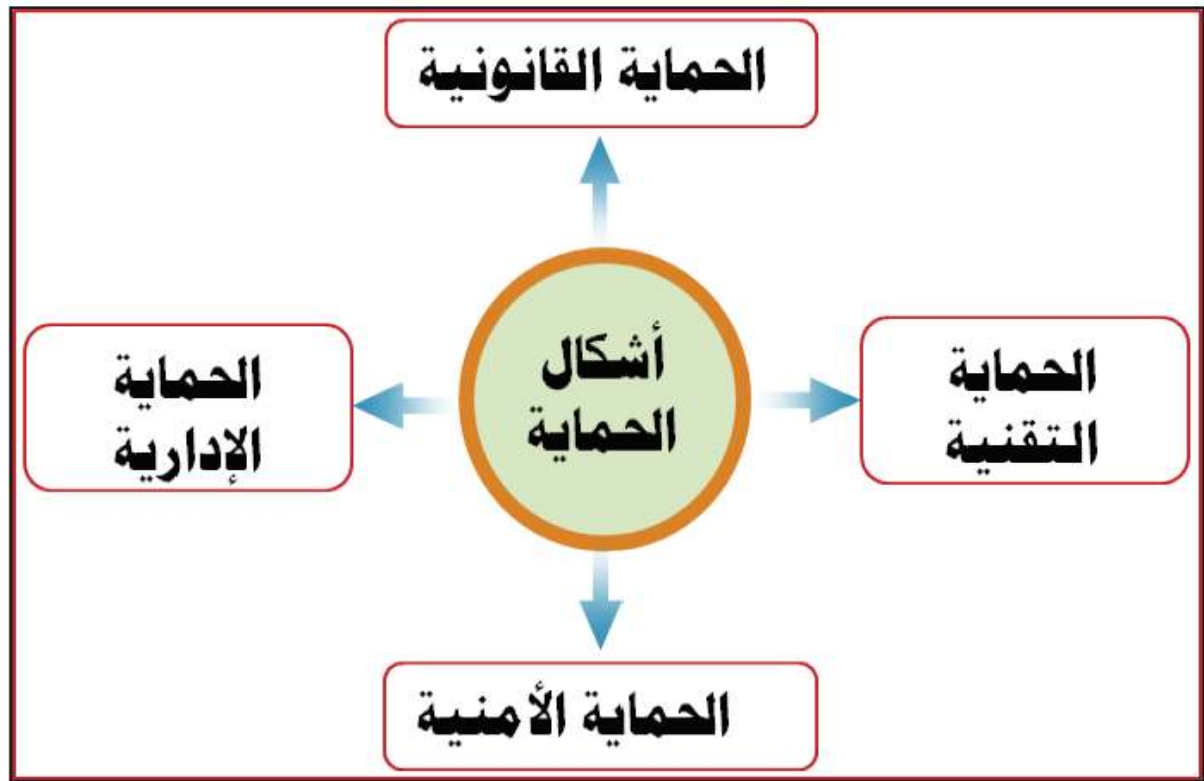 الحماية القانونية
أشكال
الحماية
الحماية
التقنية
الحماية
الإدارية
الحماية الأمنية